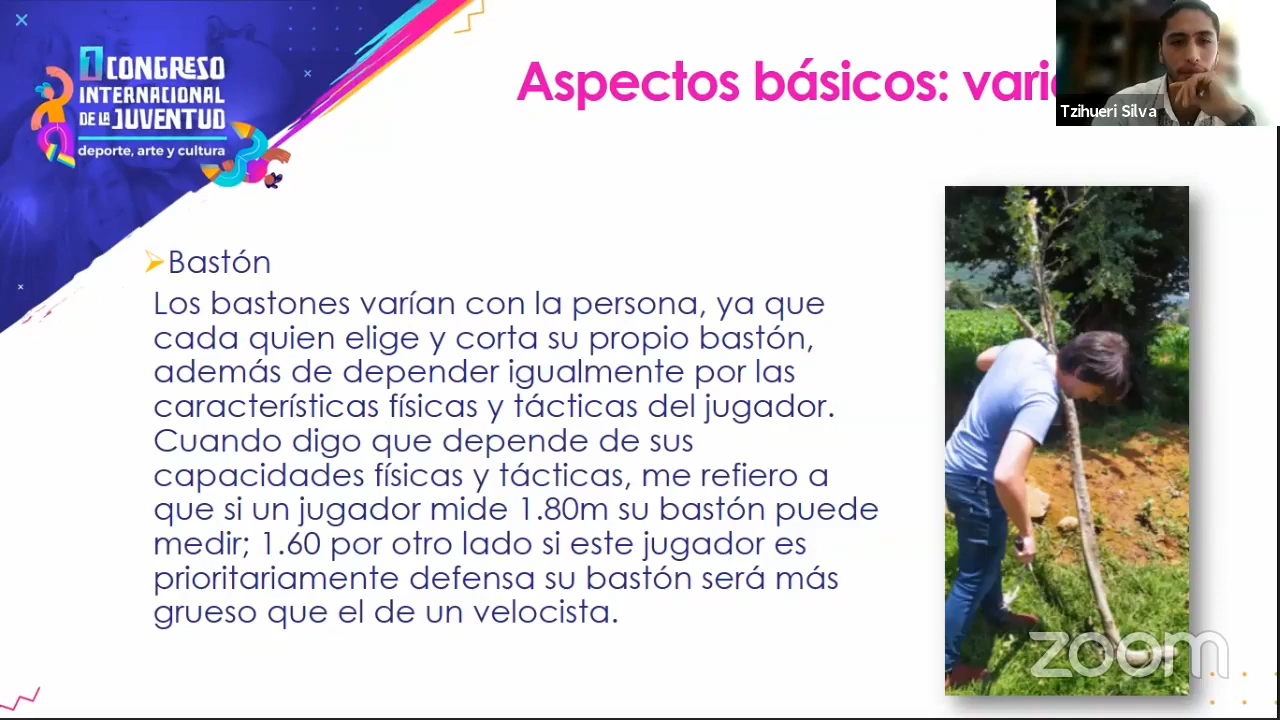 1 CONGRESO
INTERNACIONAL
DE LA JUVENTUD
deporte, arte y cultura
Aspectos básicos:
Tzihueri Silva
Bastón
Los bastones varían con la persona, ya que
cada quien elige y corta su propio bastón,
además de depender igualmente por las
características físicas y tácticas del jugador.
Cuando digo que depende de sus
capacidades físicas y tácticas, me refiero a
que si un jugador mide 1.80m su bastón puede
medir; 1.60 por otro lado si este jugador es
prioritariamente defensa su bastón será más
grueso que el de un velocista.
zoom